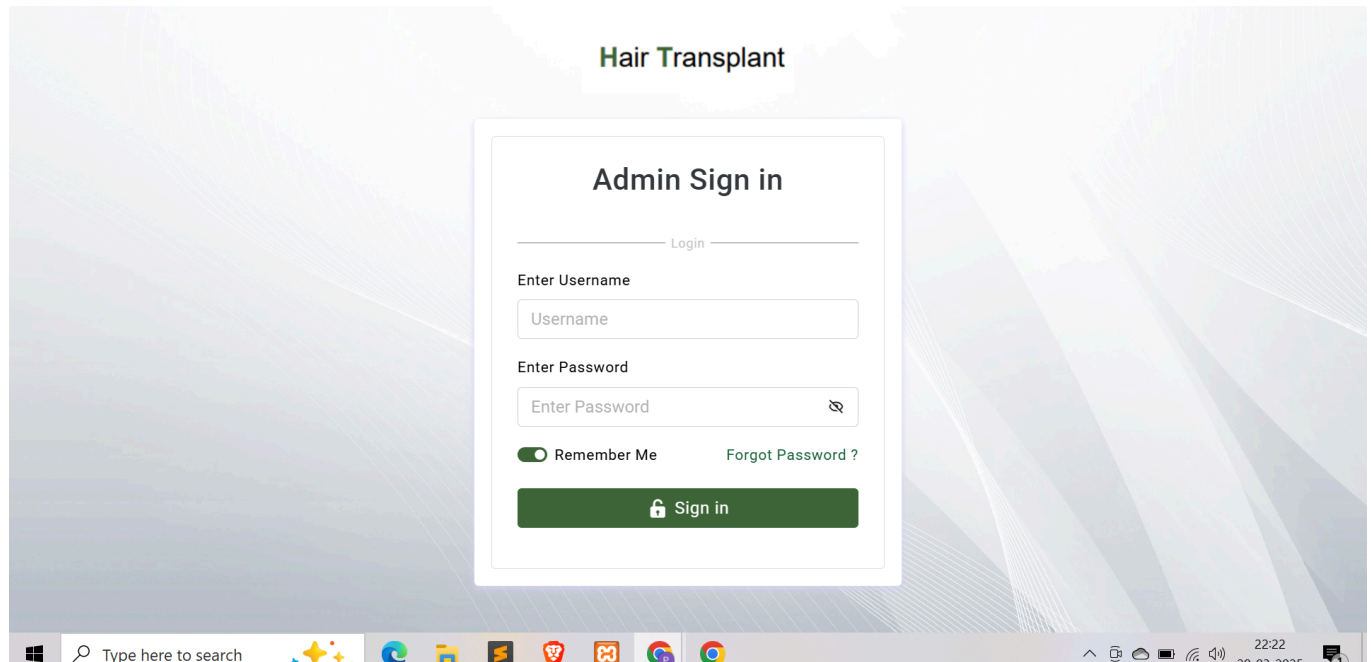 Hair Transplant
Admin Sign in
Login
Enter Username
Username
Enter Password
Enter Password
Remember Me
Forgot Password ?
Sign in
Type here to search
22:22